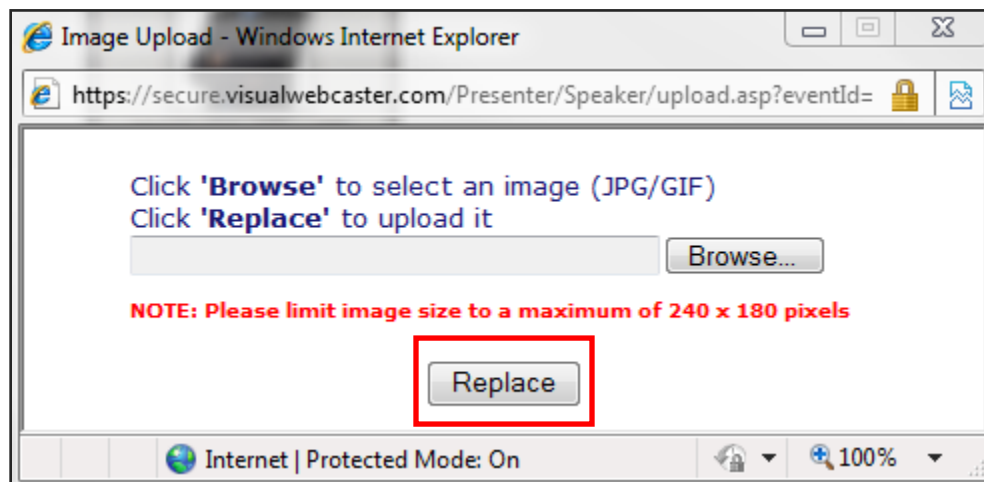 Image Upload - Windows Internet Explorer
https://secure.visualwebcaster.com/Presenter/Speaker/upload.asp?eventId=
Click 'Browse' to select an image (JPG/GIF)
Click 'Replace' to upload it
Browse...
NOTE: Please limit image size to a maximum of 240 x 180 pixels
Replace
Internet | Protected Mode: On 100%